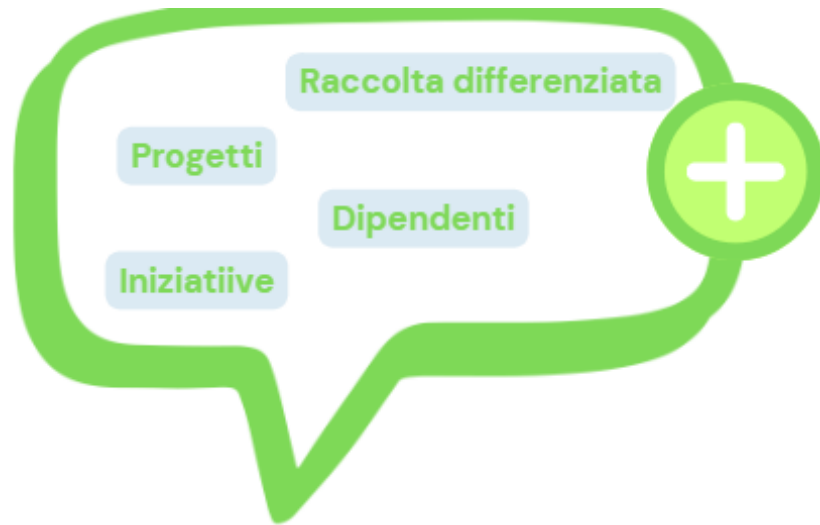 Raccolta differenziata
Progetti
Dipendenti
Iniziatiive